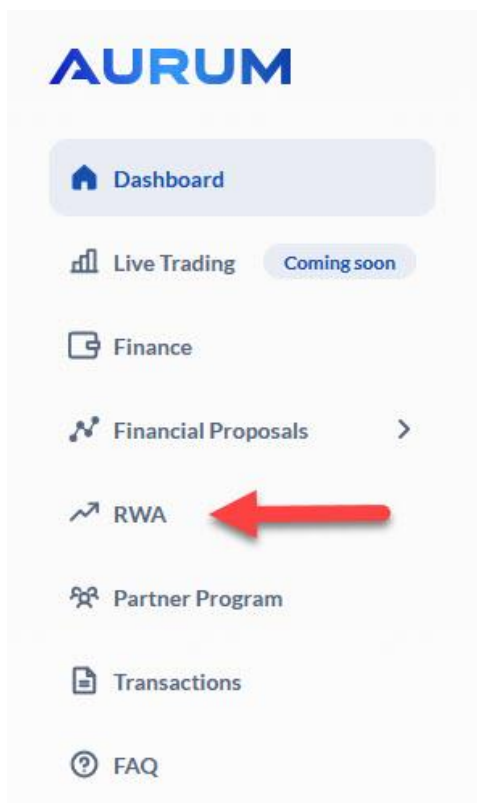 AURUM
Dashboard
Live Trading Coming soon
Finance
Financial Proposals
RWA
Partner Program
Transactions
FAQ